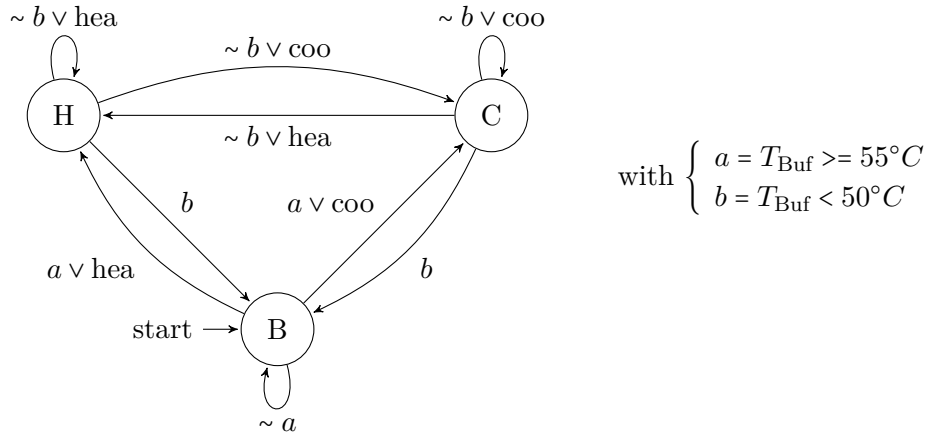 ~ b ∨ hea
~ b ∨ coo
~ b ∨ coo
H
C
~ b ∨ hea
with { a = T_Buf >= 55°C
b = T_Buf < 50°C
b
a ∨ coo
a ∨ hea
b
start
B
~ a